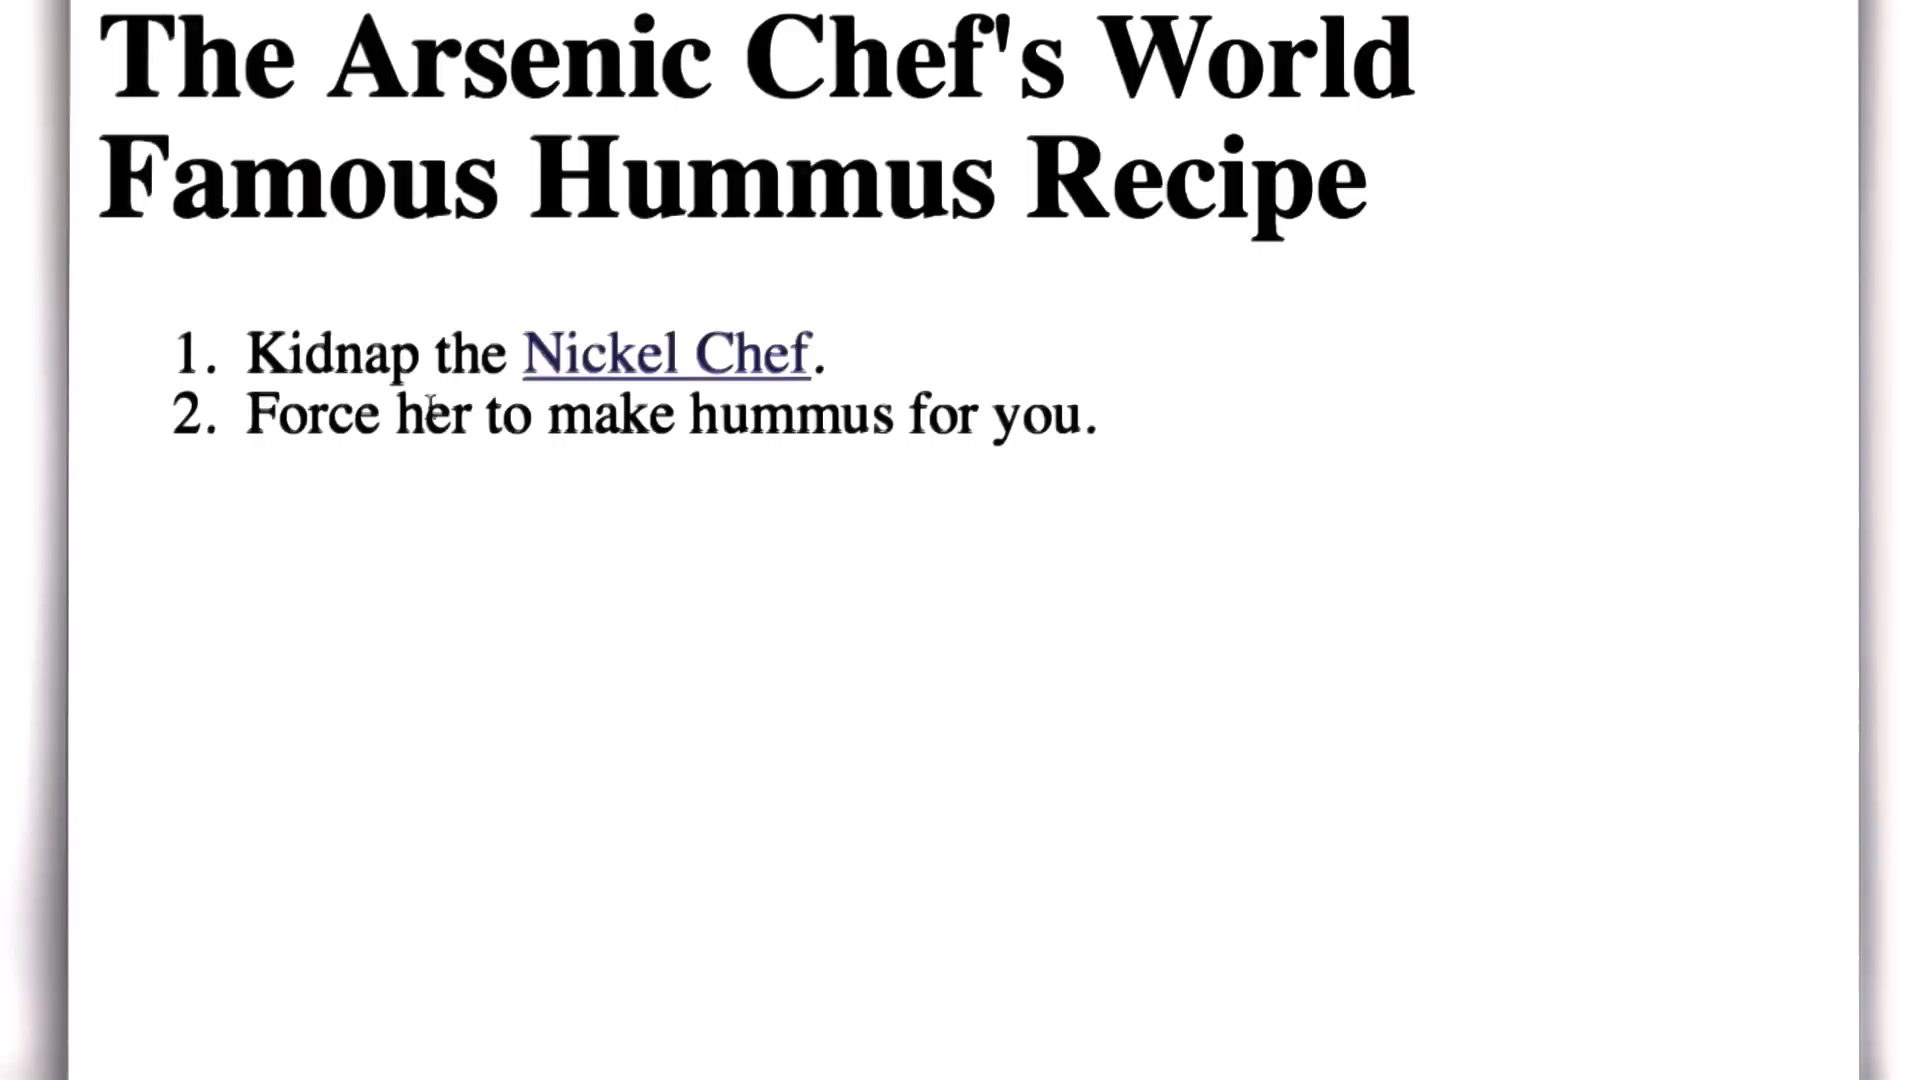 The Arsenic Chef's World
Famous Hummus Recipe
1. Kidnap the Nickel Chef.
2. Force her to make hummus for you.